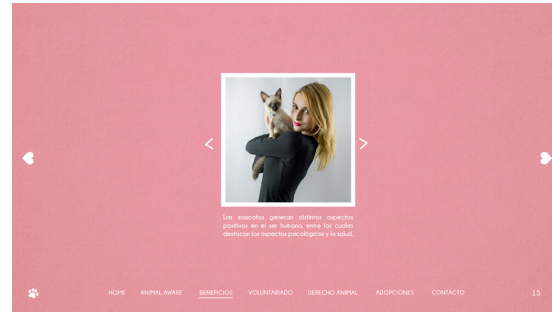 Las mascotas generan distintos aspectos
positivos en el ser humano, entre los cuales
destacan los aspectos psicológicos y la salud.
HOME ANIMAL AWARE BENEFICIOS VOLUNTARIADO DERECHO ANIMAL ADOPCIONES CONTACTO 15